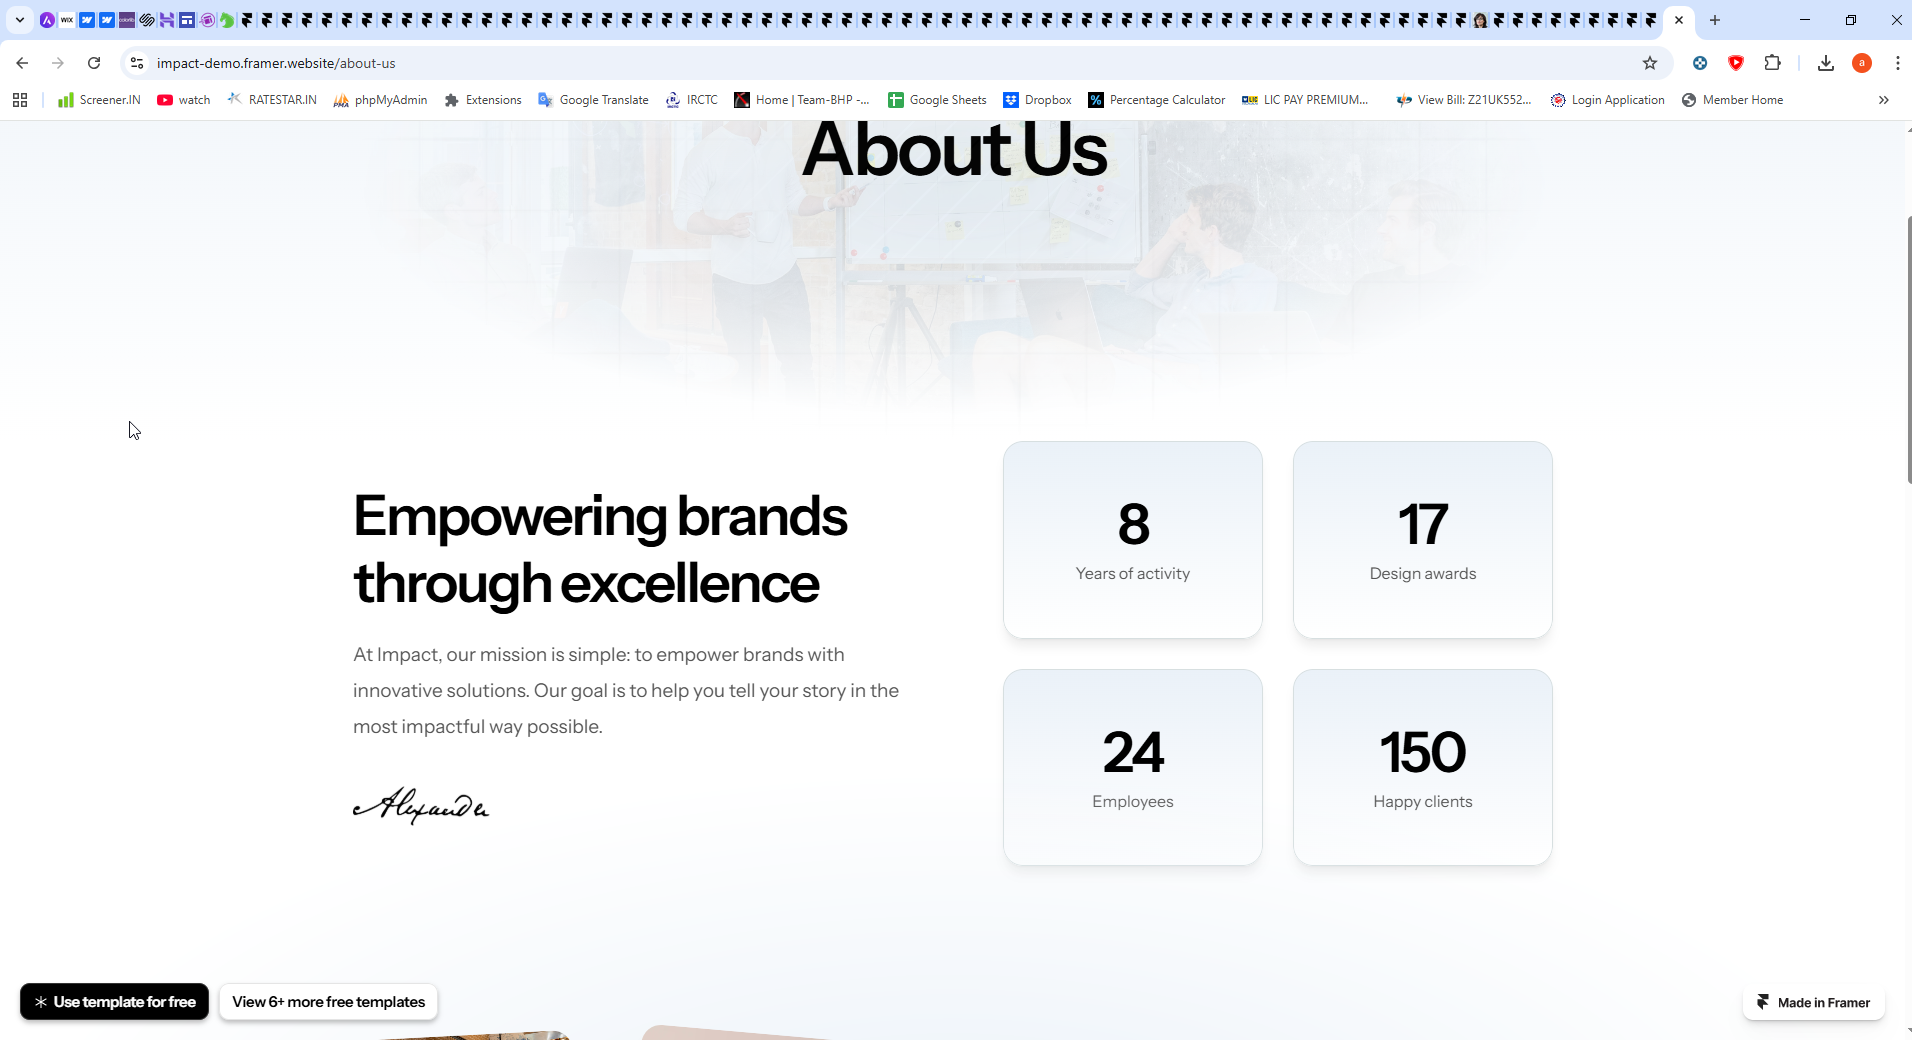 WIX
impact-demo.framer.website/about-us
a
Screener.IN
watch
RATESTAR.IN
PMA
phpMyAdmin
Extensions
Google Translate
IRCTC
Home | Team-BHP -...
Google Sheets
Dropbox
%
Percentage Calculator
LIC PAY PREMIUM...
View Bill: Z21UK552...
Login Application
Member Home
About Us
Empowering brands
through excellence
At Impact, our mission is simple: to empower brands with
innovative solutions. Our goal is to help you tell your story in the
most impactful way possible.
Alexander
8
Years of activity
17
Design awards
24
Employees
150
Happy clients
Use template for free
View 6+ more free templates
Made in Framer